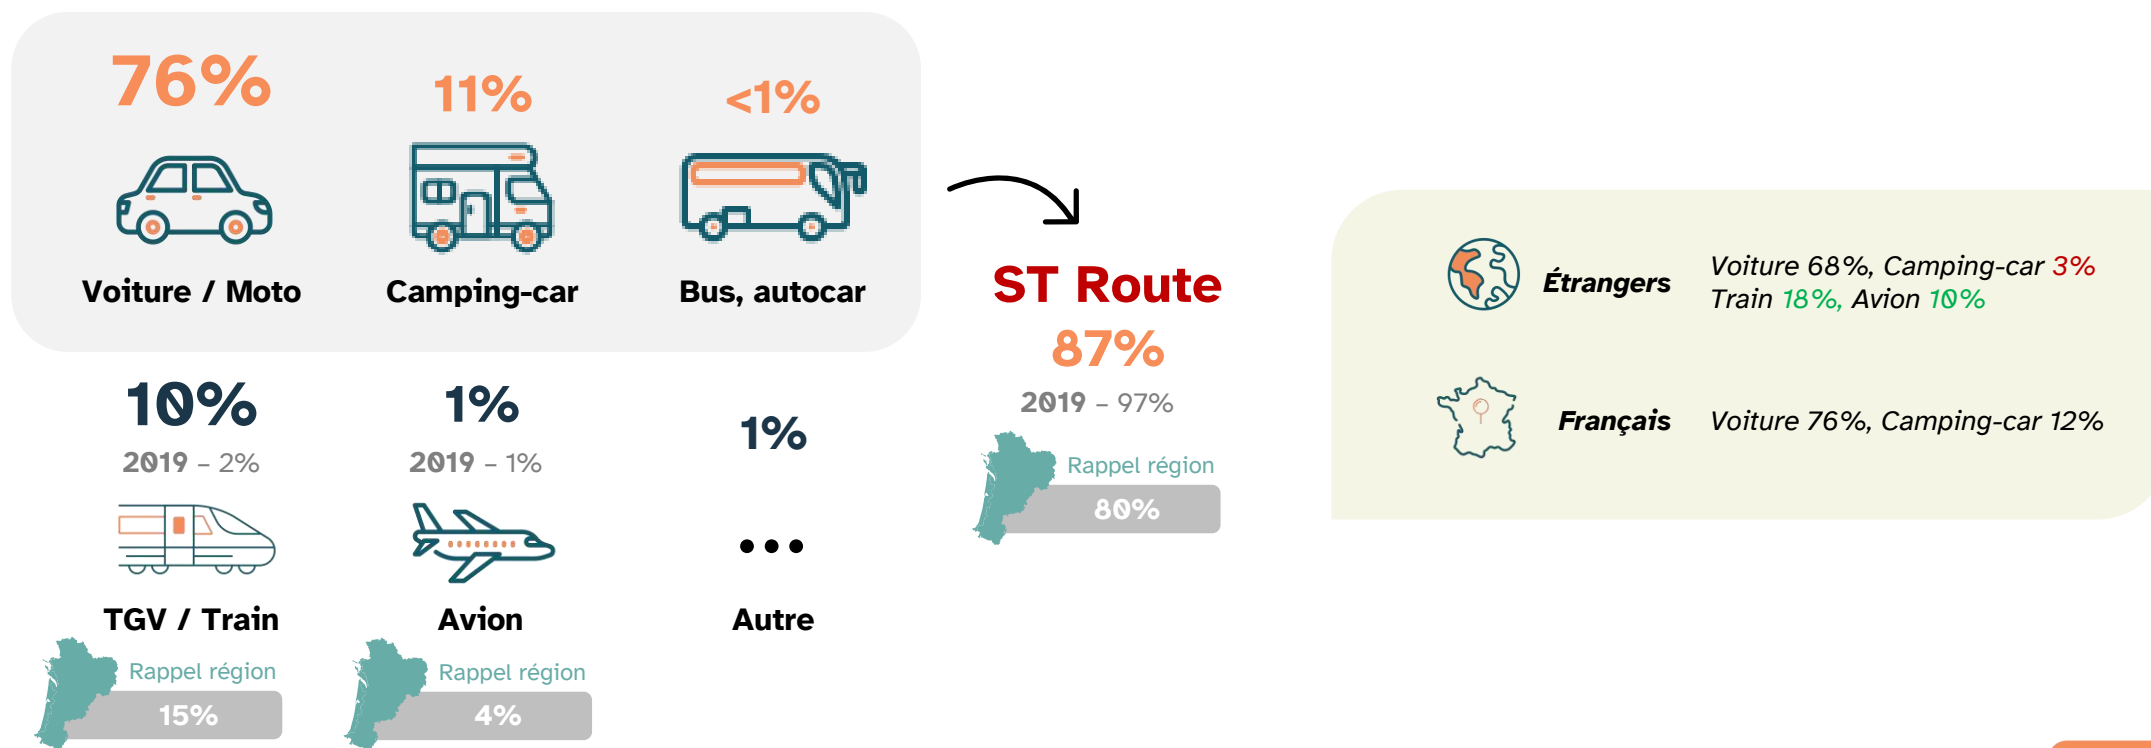 76%
11%
<1%
Voiture / Moto
Camping-car
Bus, autocar
ST Route
87%
2019 – 97%
Rappel région
80%
10%
2019 – 2%
TGV / Train
Rappel région
15%
1%
2019 – 1%
Avion
Rappel région
4%
1%
Autre
Étrangers
Voiture 68%, Camping-car 3%
Train 18%, Avion 10%
Français
Voiture 76%, Camping-car 12%